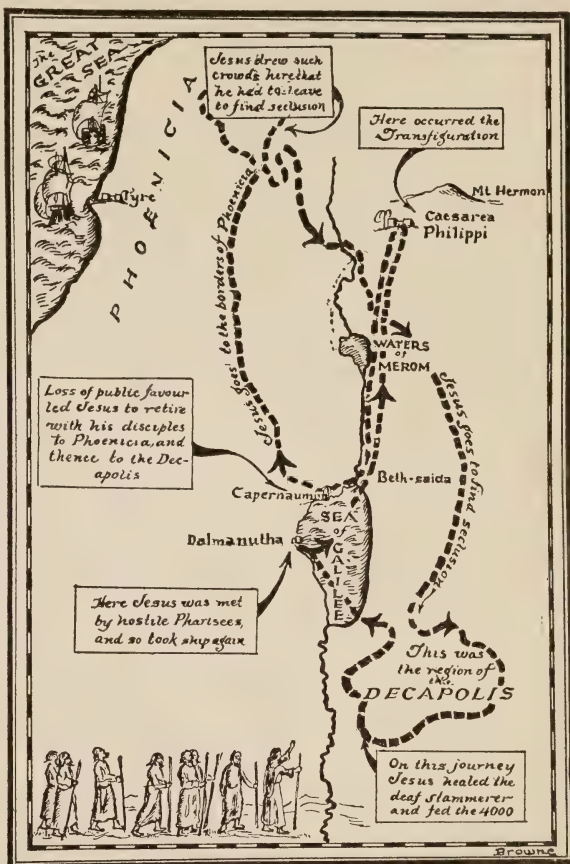 The
GREAT
SEA
Jesus drew such
crowds here that
he had to leave
to find seclusion
Here occurred the
Transfiguration
Mt Hermon
Caesarea
Philippi
Tyre
PHOENICIA
Jesus goes to the borders of Phoenicia
WATERS
of
MEROM
Jesus goes to find seclusion
Loss of public favour
led Jesus to retire
with his disciples
to Phoenicia, and
thence to the Dec-
apolis
Capernaum
Beth-saida
SEA
of
GALILEE
Dalmanutha
Here Jesus was met
by hostile Pharisees,
and so took ship again
This was
the region of
the
DECAPOLIS
On this journey
Jesus healed the
deaf stammerer
and fed the 4000
Browne